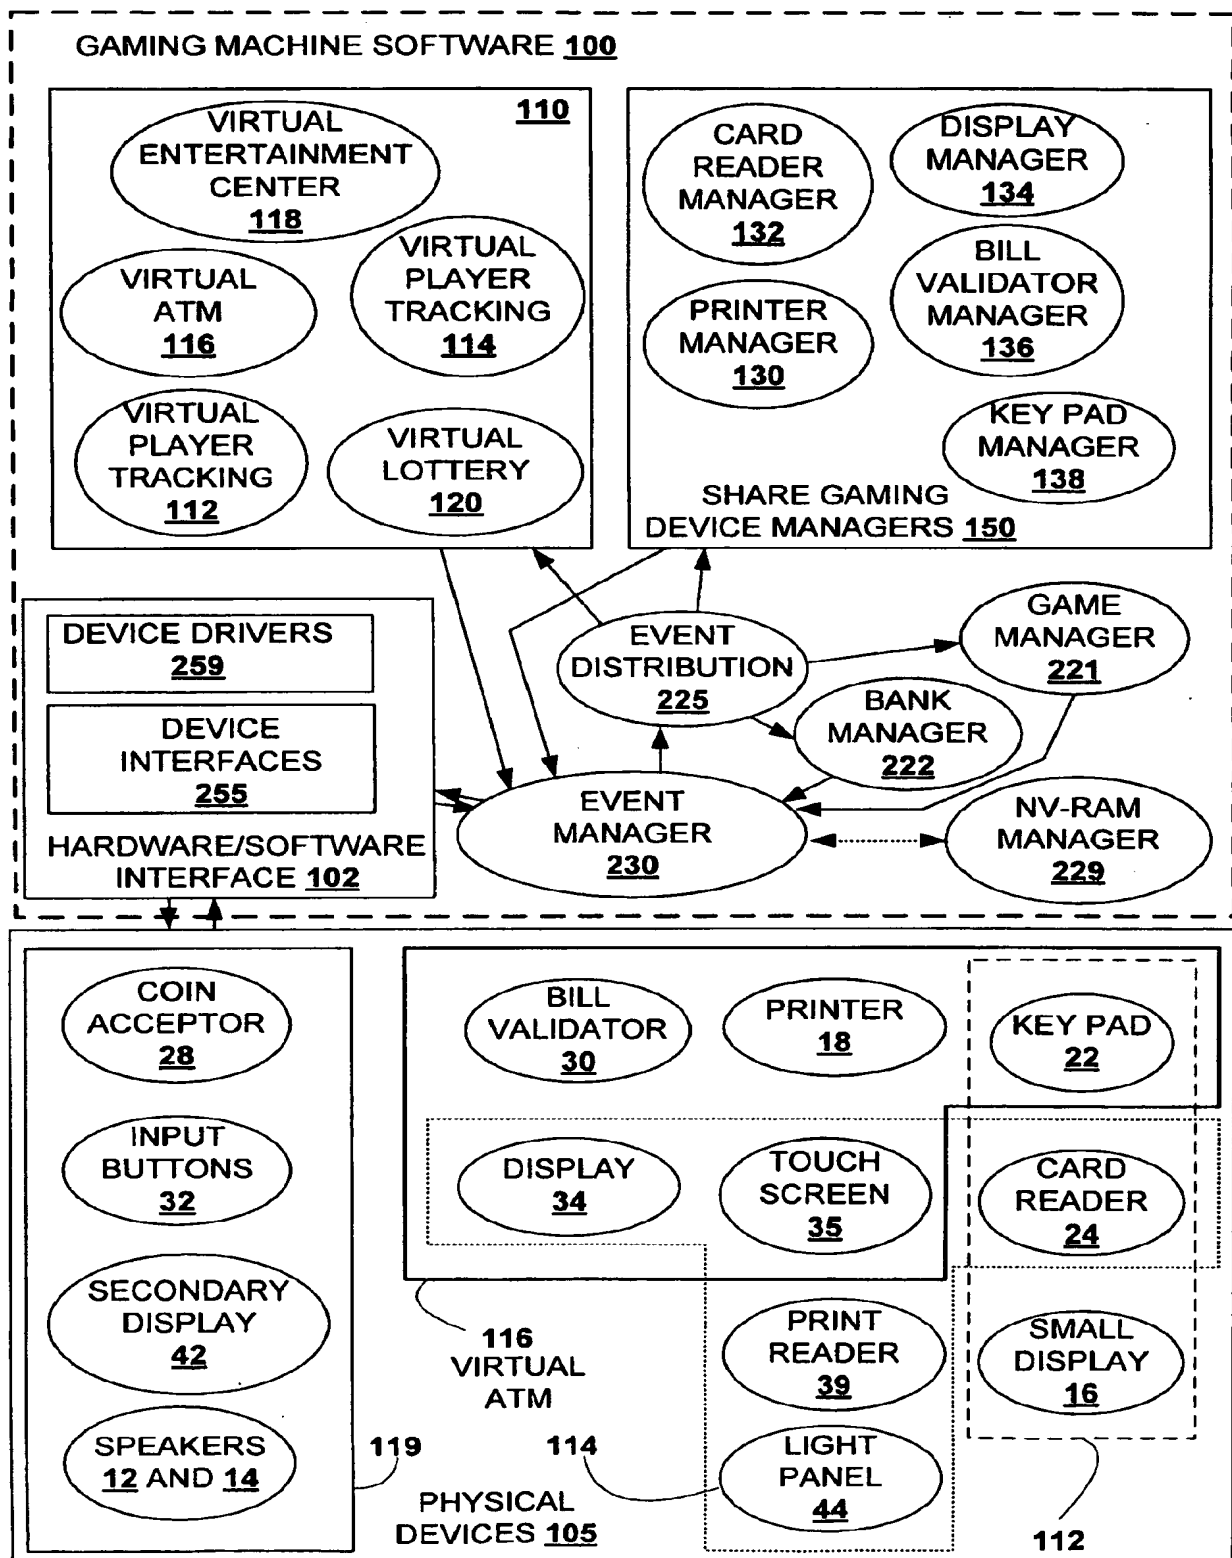 GAMING MACHINE SOFTWARE 100
110
VIRTUAL
ENTERTAINMENT
CENTER
118
VIRTUAL
ATM
116
VIRTUAL
PLAYER
TRACKING
114
VIRTUAL
PLAYER
TRACKING
112
VIRTUAL
LOTTERY
120
CARD
READER
MANAGER
132
DISPLAY
MANAGER
134
PRINTER
MANAGER
130
BILL
VALIDATOR
MANAGER
136
KEY PAD
MANAGER
138
SHARE GAMING
DEVICE MANAGERS 150
DEVICE DRIVERS
259
DEVICE
INTERFACES
255
HARDWARE/SOFTWARE
INTERFACE 102
EVENT
DISTRIBUTION
225
GAME
MANAGER
221
BANK
MANAGER
222
EVENT
MANAGER
230
NV-RAM
MANAGER
229
COIN
ACCEPTOR
28
INPUT
BUTTONS
32
SECONDARY
DISPLAY
42
SPEAKERS
12 AND 14
119
BILL
VALIDATOR
30
PRINTER
18
KEY PAD
22
DISPLAY
34
TOUCH
SCREEN
35
CARD
READER
24
116
VIRTUAL
ATM
PRINT
READER
39
SMALL
DISPLAY
16
114
LIGHT
PANEL
44
PHYSICAL
DEVICES 105
112